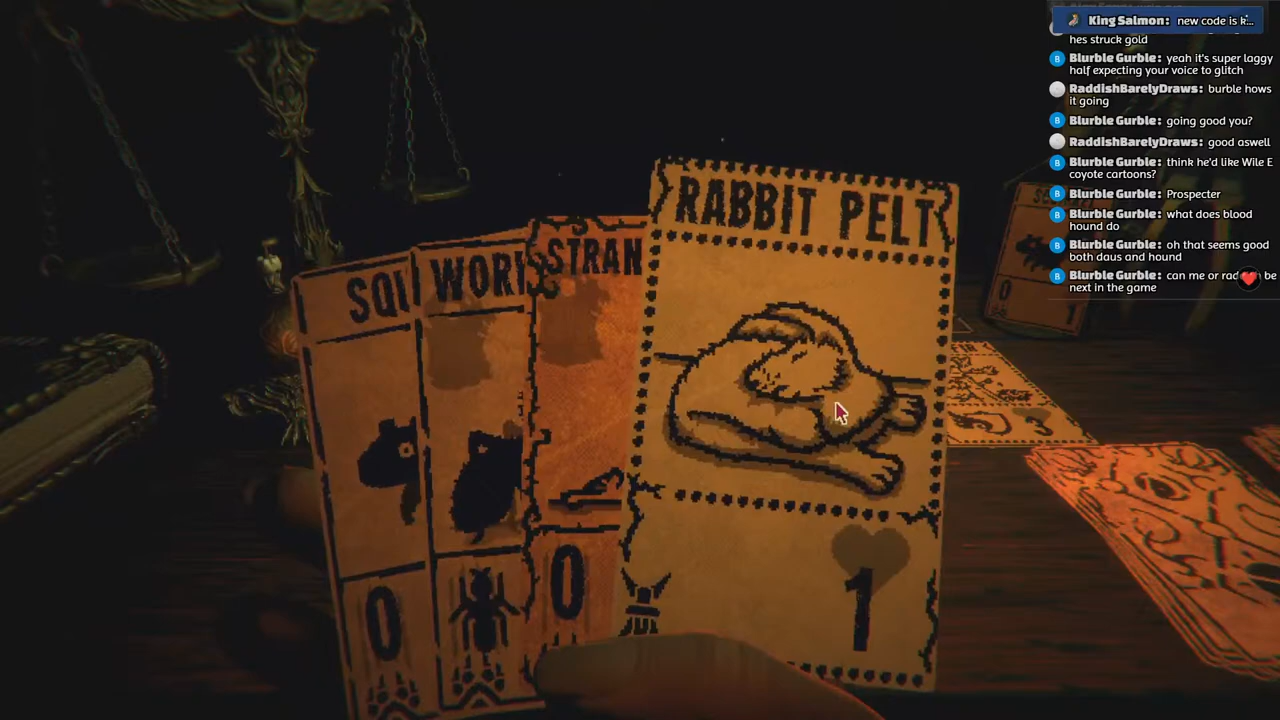 King Salmon: new code is k...
hes struck gold
Blurble Gurble: yeah it's super laggy
half expecting your voice to glitch
RaddishBarelyDraws: burble hows
it going
Blurble Gurble: going good you?
RaddishBarelyDraws: good aswell
Blurble Gurble: think he'd like Wile E
coyote cartoons?
Blurble Gurble: Prospecter
Blurble Gurble: what does blood
hound do
Blurble Gurble: oh that seems good
both daus and hound
Blurble Gurble: can me or rad be
next in the game
RABBIT PELT
1
SQU
WOR
STRAN
0
0
0
1
3